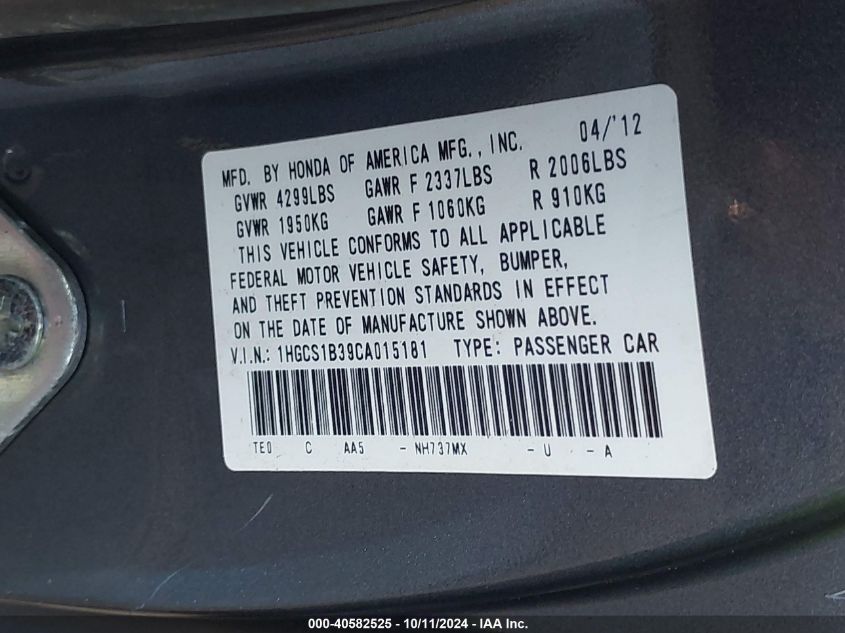 MFD. BY HONDA OF AMERICA MFG., INC. 04/'12
GVWR 4299LBS GAWR F 2337LBS R 2006LBS
GVWR 1950KG GAWR F 1060KG R 910KG
THIS VEHICLE CONFORMS TO ALL APPLICABLE
FEDERAL MOTOR VEHICLE SAFETY, BUMPER,
AND THEFT PREVENTION STANDARDS IN EFFECT
ON THE DATE OF MANUFACTURE SHOWN ABOVE.
V.I.N.: 1HGCS1B39CA015181 TYPE: PASSENGER CAR
TE0 C AA5 - NH737MX - U - A
000-40582525 - 10/11/2024 - IAA Inc.